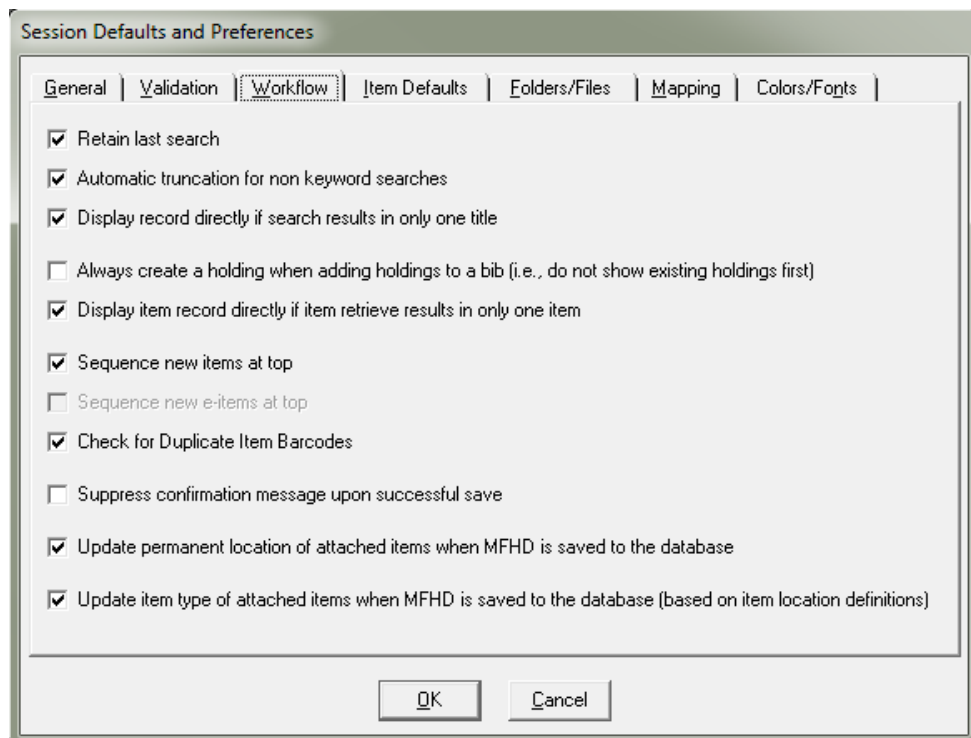 Session Defaults and Preferences
General Validation Workflow Item Defaults Folders/Files Mapping Colors/Fonts
Retain last search
Automatic truncation for non keyword searches
Display record directly if search results in only one title
Always create a holding when adding holdings to a bib (i.e., do not show existing holdings first)
Display item record directly if item retrieve results in only one item
Sequence new items at top
Sequence new e-items at top
Check for Duplicate Item Barcodes
Suppress confirmation message upon successful save
Update permanent location of attached items when MFHD is saved to the database
Update item type of attached items when MFHD is saved to the database (based on item location definitions)
OK Cancel